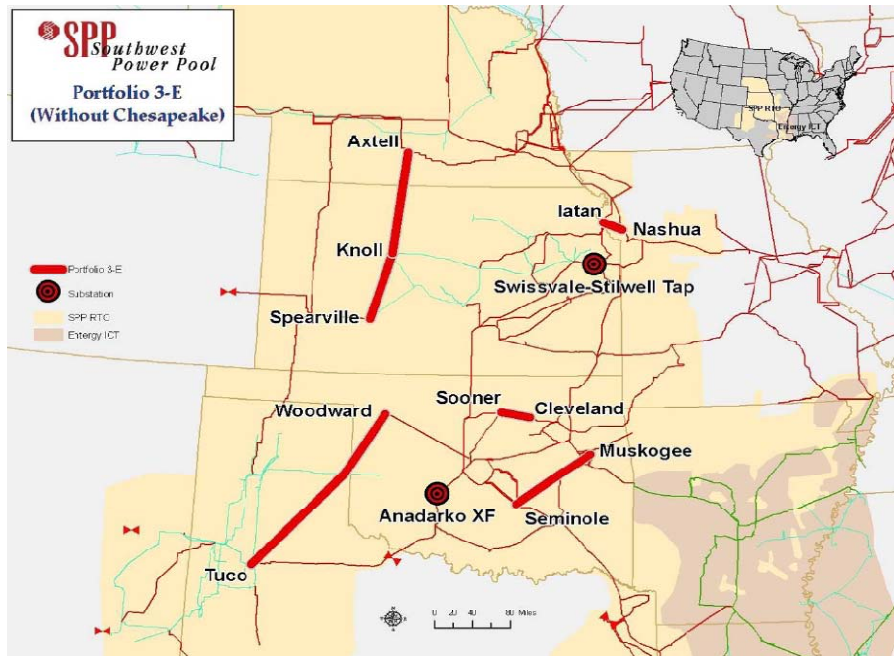 SPP Southwest
Power Pool
Portfolio 3-E
(Without Chesapeake)
SPP RTO
Entergy ICT
Axtell
Iatan
Nashua
Knoll
Swissvale-Stilwell Tap
Spearville
Portfolio 3-E
Substation
SPP RTO
Entergy ICT
Woodward
Sooner
Cleveland
Muskogee
Anadarko XF
Seminole
Tuco
0 20 40 80 Miles